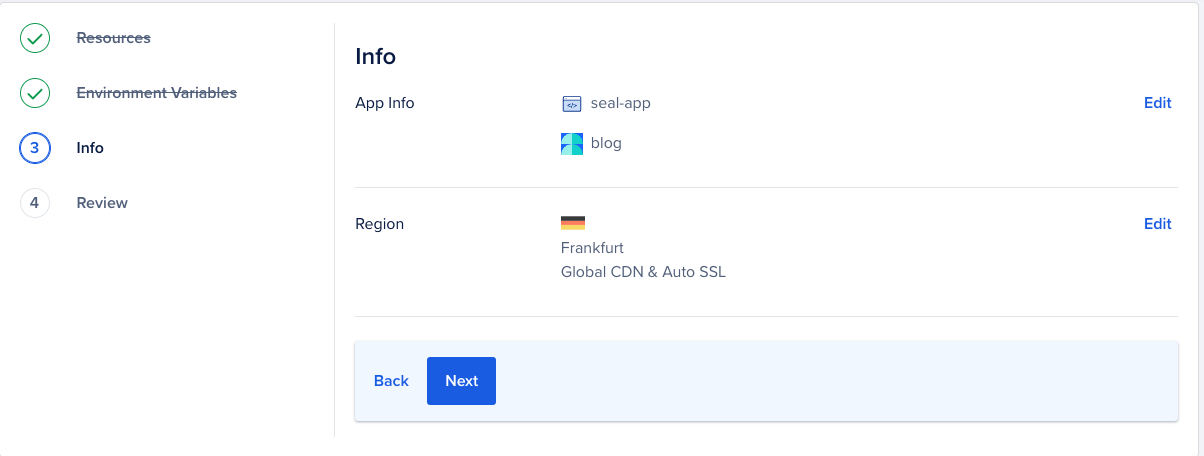 Resources
Environment Variables
3 Info
4 Review
Info
App Info
seal-app
Edit
blog
Region
Edit
Frankfurt
Global CDN & Auto SSL
Back Next